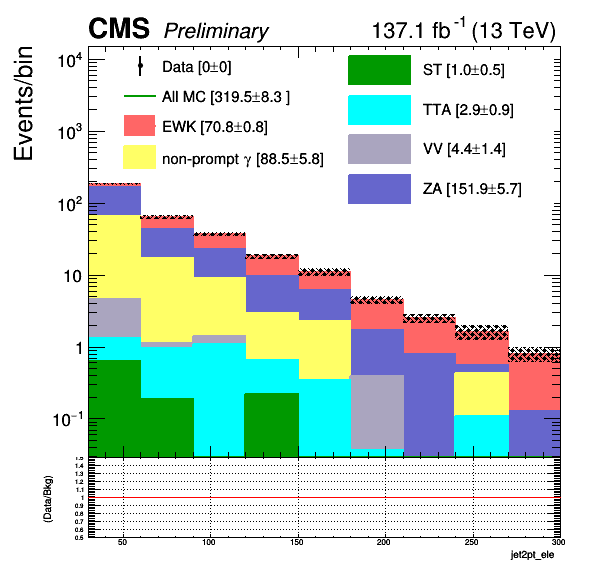 CMS Preliminary 137.1 fb⁻¹ (13 TeV)
Events/bin
Data [0±0]
All MC [319.5±8.3 ]
EWK [70.8±0.8]
non-prompt γ [88.5±5.8]
ST [1.0±0.5]
TTA [2.9±0.9]
VV [4.4±1.4]
ZA [151.9±5.7]
10⁴
10³
10²
10
1
10⁻¹
(Data/Bkg)
1.5
1.4
1.3
1.2
1.1
1
0.9
0.8
0.7
0.6
0.5
50 100 150 200 250 300
jet2pt_ele